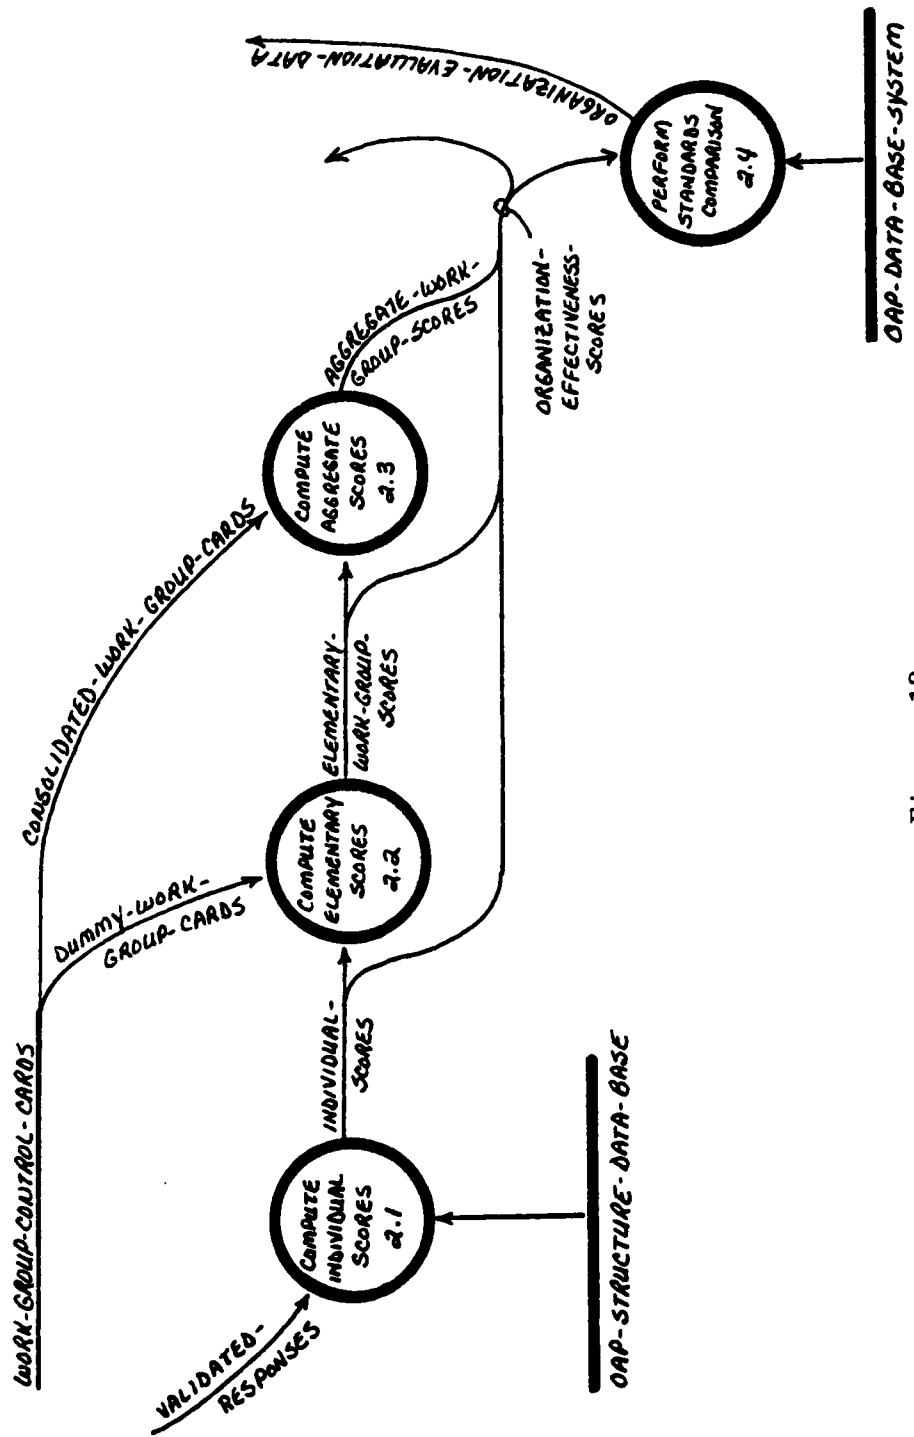 WORK-GROUP-CONTROL-CARDS
CONSOLIDATED-WORK-GROUP-CARDS
DUMMY-WORK-
GROUP-CARDS
VALIDATED-
RESPONSES
COMPUTE
INDIVIDUAL
SCORES
2.1
INDIVIDUAL-
SCORES
COMPUTE
ELEMENTARY
SCORES
2.2
ELEMENTARY-
WORK-GROUP-
SCORES
COMPUTE
AGGREGATE
SCORES
2.3
AGGREGATE-WORK-
GROUP-SCORES
ORGANIZATION-
EFFECTIVENESS-
SCORES
ORGANIZATION-EVALUATION-DATA
PERFORM
STANDARDS
COMPARISON
2.4
OAP-STRUCTURE-DATA-BASE
OAP-DATA-BASE-SYSTEM